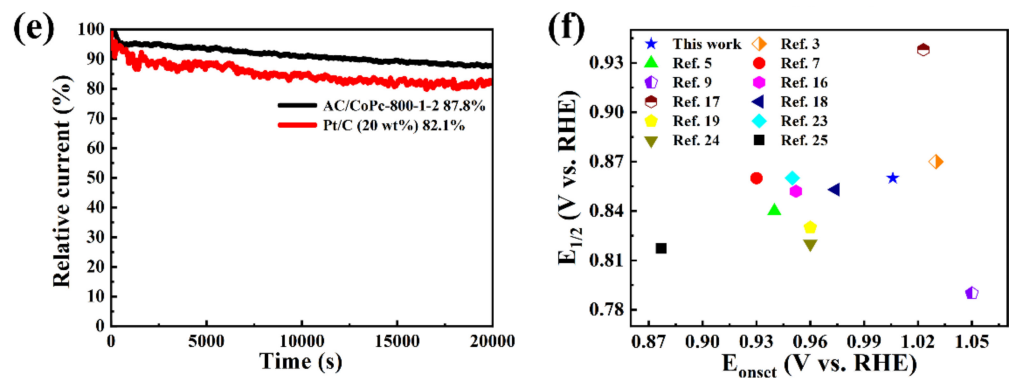 (e)
100
90
80
70
60
50
40
30
20
10
0
Relative current (%)
AC/CoPc-800-1-2 87.8%
Pt/C (20 wt%) 82.1%
0 5000 10000 15000 20000
Time (s)
(f)
0.93
0.90
0.87
0.84
0.81
0.78
E1/2 (V vs. RHE)
This work Ref. 3
Ref. 5 Ref. 7
Ref. 9 Ref. 16
Ref. 17 Ref. 18
Ref. 19 Ref. 23
Ref. 24 Ref. 25
0.87 0.90 0.93 0.96 0.99 1.02 1.05
Eonset (V vs. RHE)